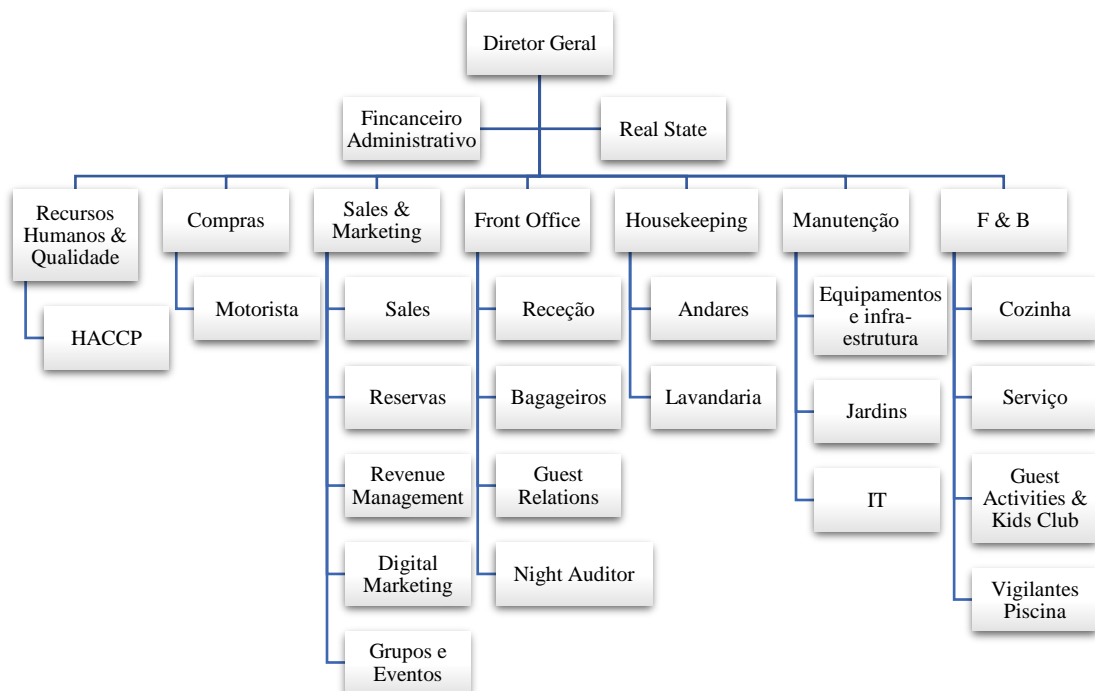 Diretor Geral
Fincanceiro
Administrativo
Real State
Recursos
Humanos &
Qualidade
Compras
Sales &
Marketing
Front Office
Housekeeping
Manutenção
F & B
HACCP
Motorista
Sales
Reservas
Revenue
Management
Digital
Marketing
Grupos e
Eventos
Receção
Bagageiros
Guest
Relations
Night Auditor
Andares
Lavandaria
Equipamentos
e infra-
estrutura
Jardins
IT
Cozinha
Serviço
Guest
Activities &
Kids Club
Vigilantes
Piscina